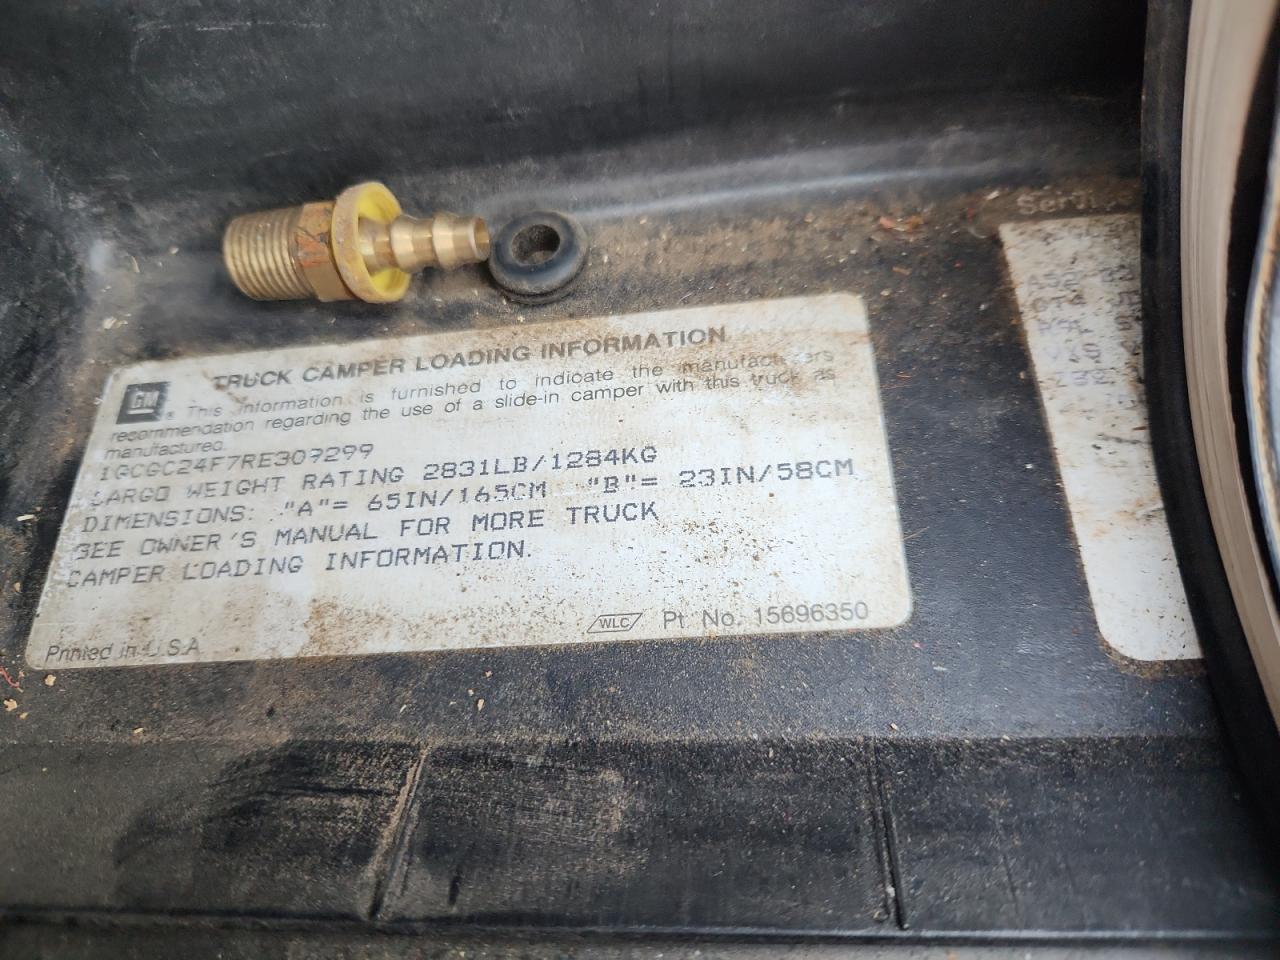 GM
TRUCK CAMPER LOADING INFORMATION
This information is furnished to indicate the manufacturers
recommendation regarding the use of a slide-in camper with this truck as
manufactured.
1GCGC24F7RE309299
CARGO WEIGHT RATING 2831LB/1284KG
DIMENSIONS: "A"= 65IN/165CM "B"= 23IN/58CM
SEE OWNER'S MANUAL FOR MORE TRUCK
CAMPER LOADING INFORMATION.
WLC Pt. No. 15696350
Printed in U.S.A.